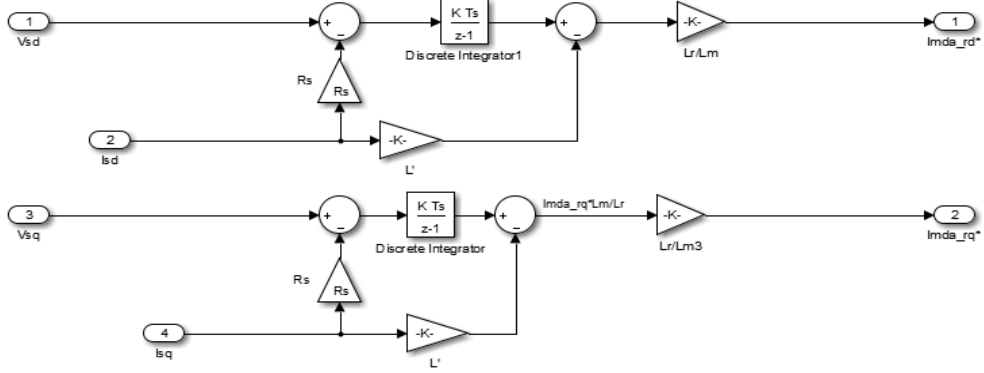 1
Vsd
+
−
K Ts
z-1
Discrete Integrator1
+
−
-K-
Lr/Lm
1
Imda_rd*
Rs
Rs
2
Isd
-K-
L'
3
Vsq
+
−
K Ts
z-1
Discrete Integrator
+
−
Imda_rq*Lm/Lr
-K-
Lr/Lm3
2
Imda_rq*
Rs
Rs
4
Isq
-K-
L'